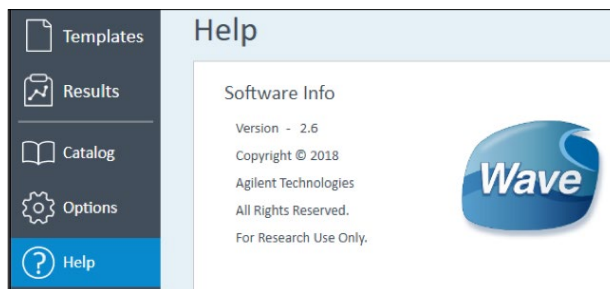 Templates
Results
Catalog
Options
Help
Help
Software Info
Version - 2.6
Copyright © 2018
Agilent Technologies
All Rights Reserved.
For Research Use Only.
Wave